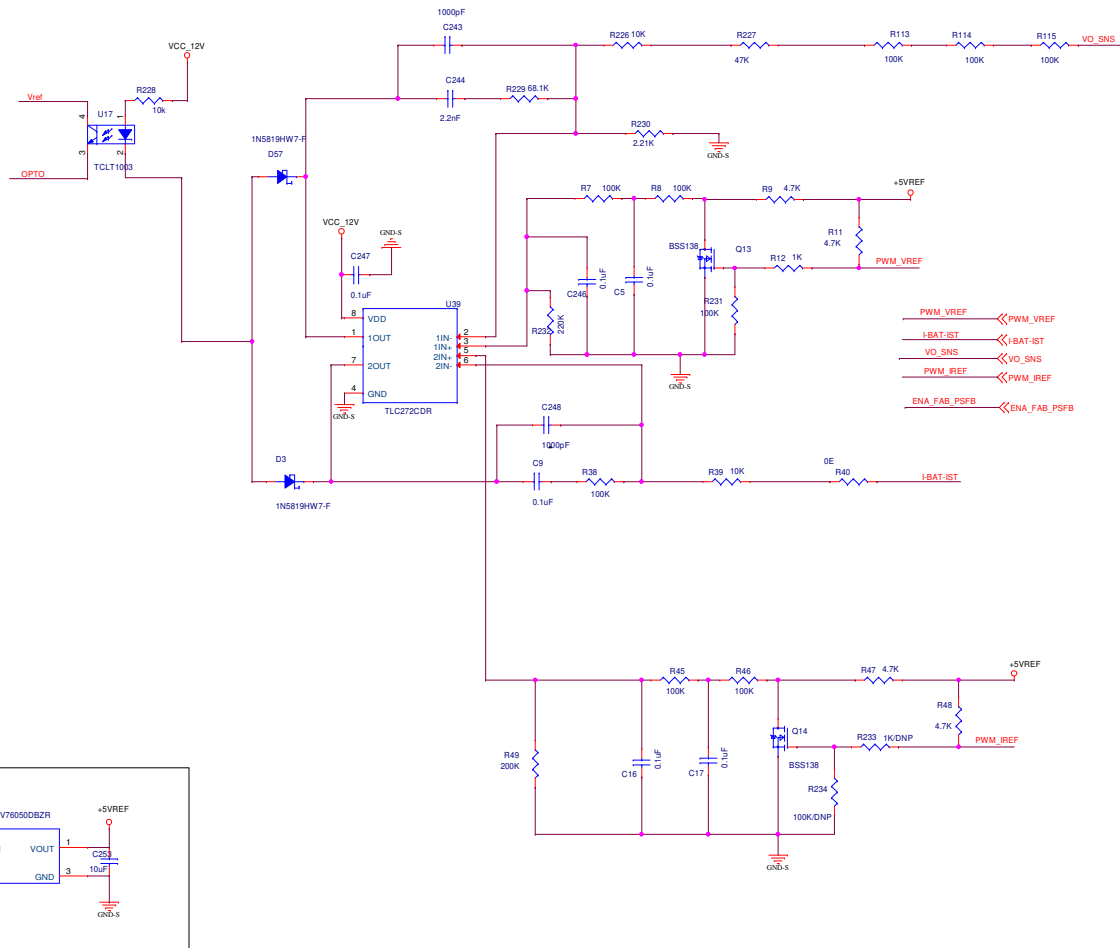 1000pF
C243
R226 10K
R227
47K
R113
100K
R114
100K
R115
100K
VO_SNS
VCC_12V
R228
10k
Vref
U17
4
1
3
2
TCLT1003
OPTO
C244
2.2nF
R229 68.1K
R230
2.21K
GND-S
1N5819HW7-F
D57
R7 100K
R8 100K
R9 4.7K
+5VREF
R11
4.7K
BSS138
Q13
R12 1K
PWM_VREF
R231
100K
C246
0.1uF
C5
0.1uF
R232
220K
GND-S
VCC_12V
GND-S
C247
0.1uF
U39
8 VDD
1 1OUT
7 2OUT
4 GND
1IN- 2
1IN+ 3
2IN+ 5
2IN- 6
TLC272CDR
GND-S
PWM_VREF
PWM_VREF
I-BAT-IST
I-BAT-IST
VO_SNS
VO_SNS
PWM_IREF
PWM_IREF
ENA_FAB_PSFB
ENA_FAB_PSFB
C248
1000pF
D3
1N5819HW7-F
C9
0.1uF
R38
100K
R39 10K
0E
R40
I-BAT-IST
R45
100K
R46
100K
R47 4.7K
+5VREF
R48
4.7K
Q14
BSS138
R233 1K/DNP
PWM_IREF
R234
100K/DNP
R49
200K
C16
0.1uF
C17
0.1uF
GND-S
V76050DBZR
+5VREF
VOUT 1
GND 3
C253
10uF
GND-S